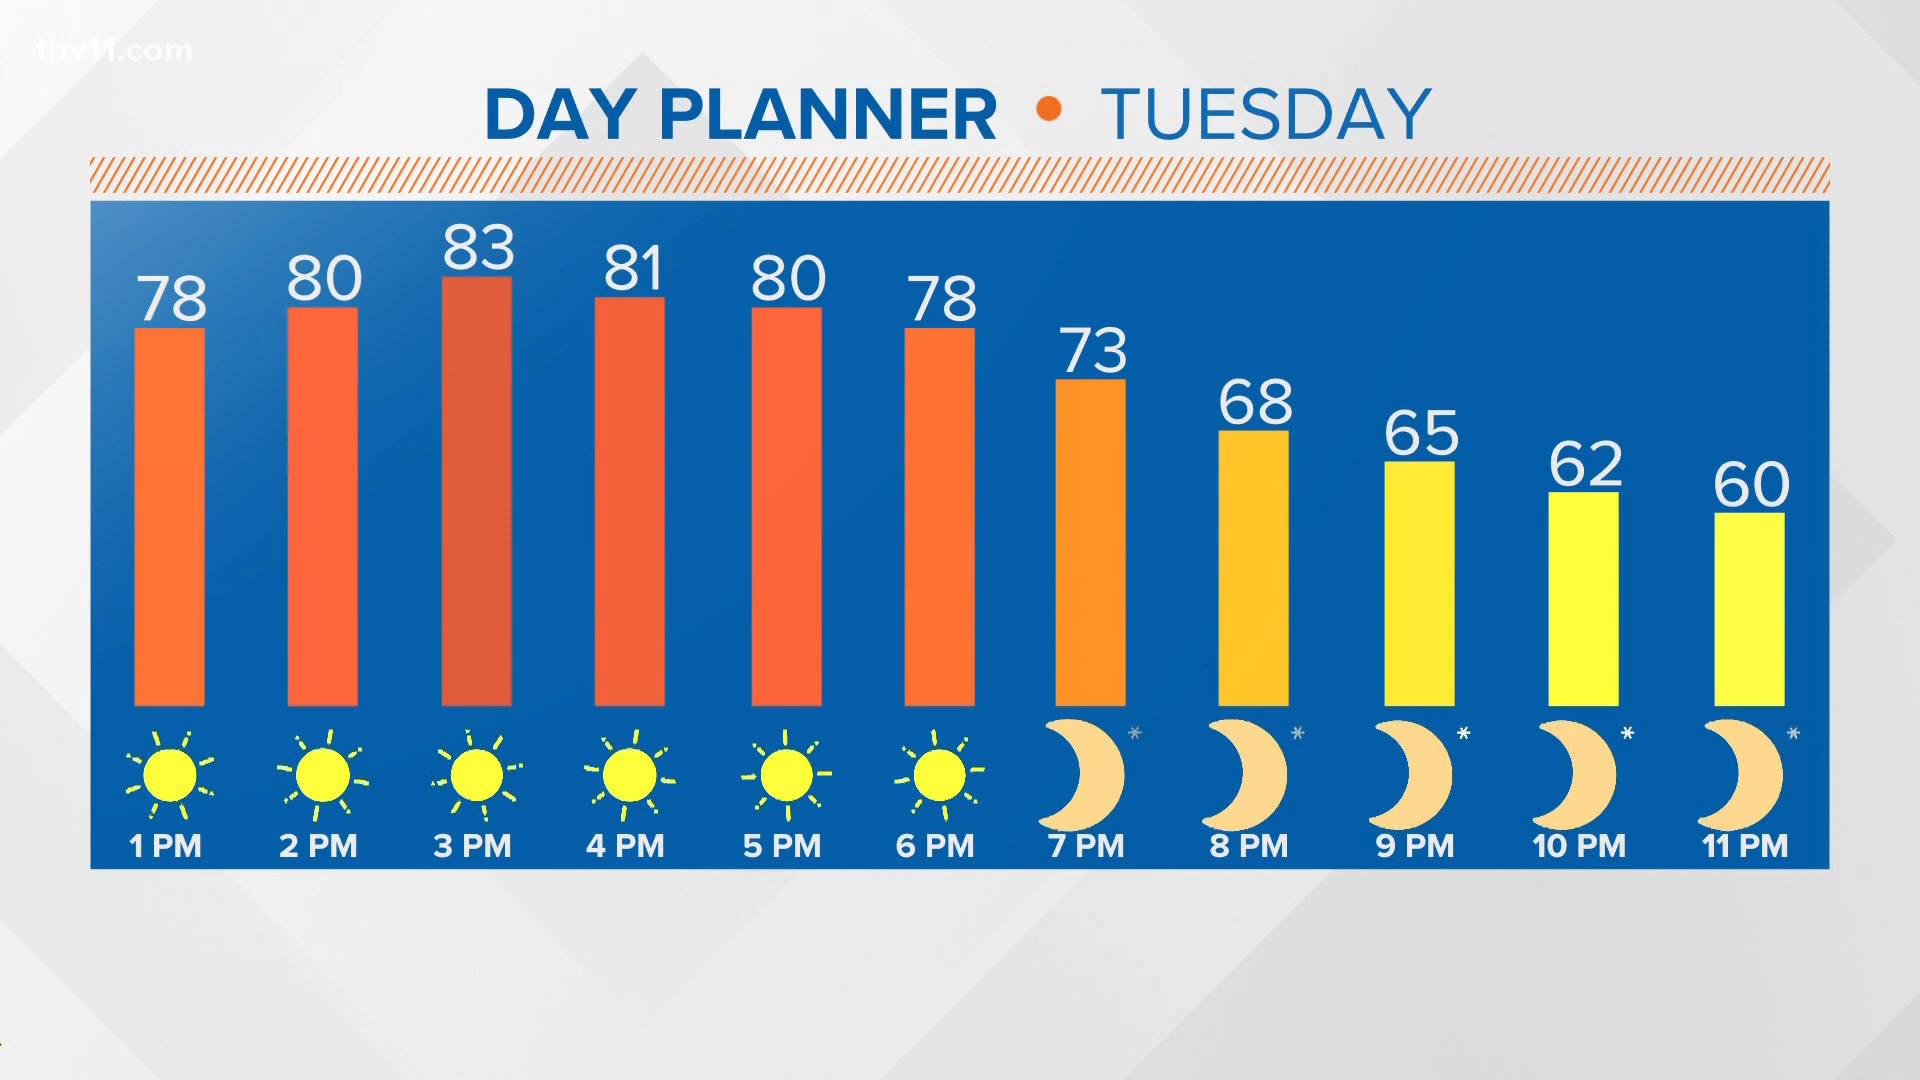 thv11.com
DAY PLANNER • TUESDAY
78 80 83 81 80 78 73 68 65 62 60
1 PM 2 PM 3 PM 4 PM 5 PM 6 PM 7 PM 8 PM 9 PM 10 PM 11 PM